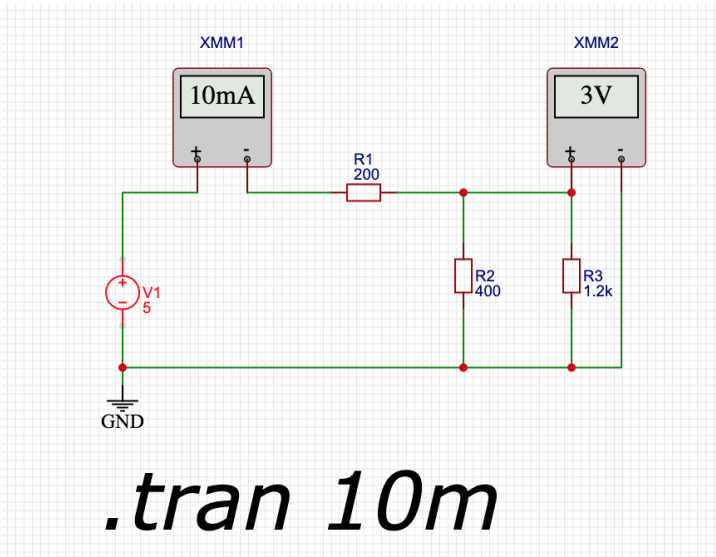 XMM1
XMM2
10mA
3V
+ -
+ -
R1
200
R2
400
R3
1.2k
+
V1
−
5
GND
.tran 10m